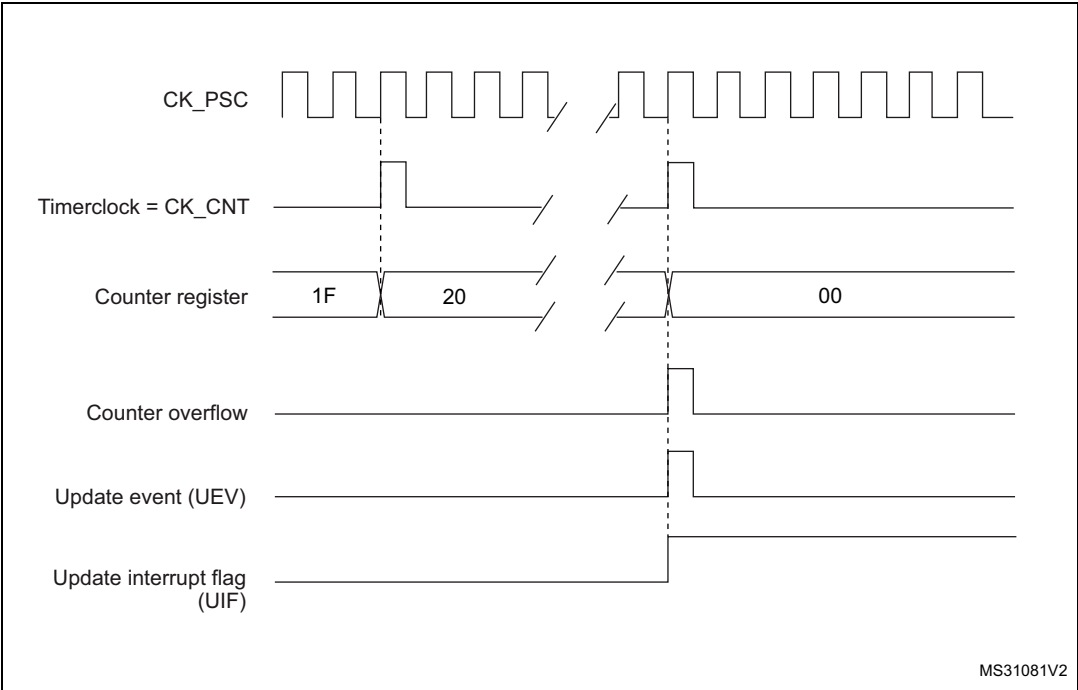 CK_PSC
Timerclock = CK_CNT
Counter register
1F
20
00
Counter overflow
Update event (UEV)
Update interrupt flag
(UIF)
MS31081V2